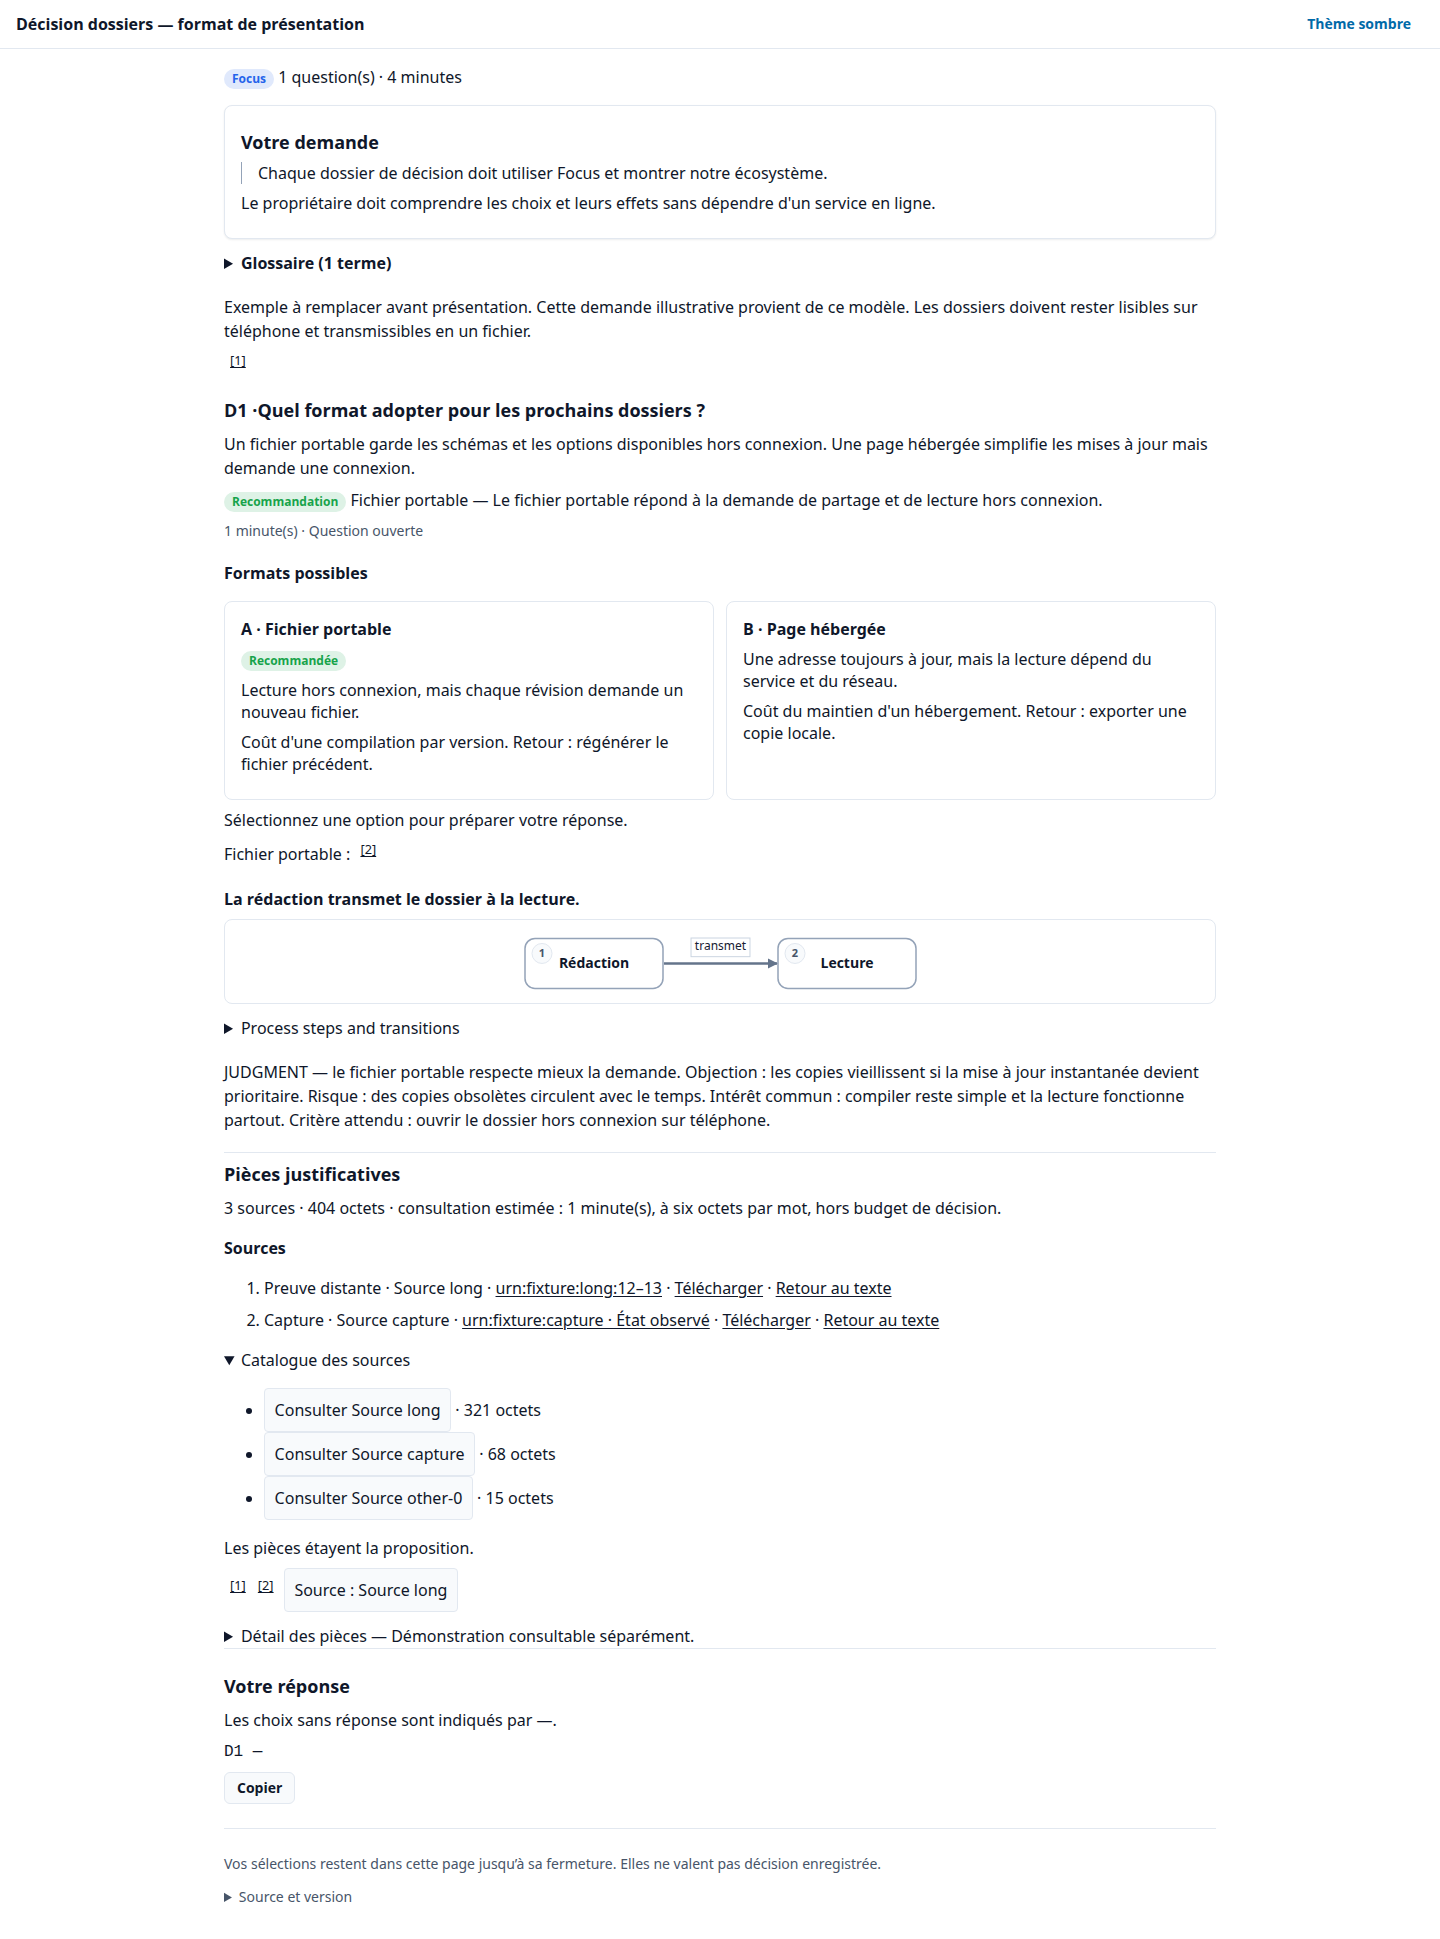 Décision dossiers — format de présentation
Thème sombre
Focus 1 question(s) · 4 minutes
Votre demande
Chaque dossier de décision doit utiliser Focus et montrer notre écosystème.
Le propriétaire doit comprendre les choix et leurs effets sans dépendre d'un service en ligne.
Glossaire (1 terme)
Exemple à remplacer avant présentation. Cette demande illustrative provient de ce modèle. Les dossiers doivent rester lisibles sur
téléphone et transmissibles en un fichier.
[1]
D1 ·Quel format adopter pour les prochains dossiers ?
Un fichier portable garde les schémas et les options disponibles hors connexion. Une page hébergée simplifie les mises à jour mais
demande une connexion.
Recommandation Fichier portable — Le fichier portable répond à la demande de partage et de lecture hors connexion.
1 minute(s) · Question ouverte
Formats possibles
A · Fichier portable
Recommandée
Lecture hors connexion, mais chaque révision demande un
nouveau fichier.
Coût d'une compilation par version. Retour : régénérer le
fichier précédent.
B · Page hébergée
Une adresse toujours à jour, mais la lecture dépend du
service et du réseau.
Coût du maintien d'un hébergement. Retour : exporter une
copie locale.
Sélectionnez une option pour préparer votre réponse.
Fichier portable : [2]
La rédaction transmet le dossier à la lecture.
1 Rédaction
transmet
2 Lecture
Process steps and transitions
JUDGMENT — le fichier portable respecte mieux la demande. Objection : les copies vieillissent si la mise à jour instantanée devient
prioritaire. Risque : des copies obsolètes circulent avec le temps. Intérêt commun : compiler reste simple et la lecture fonctionne
partout. Critère attendu : ouvrir le dossier hors connexion sur téléphone.
Pièces justificatives
3 sources · 404 octets · consultation estimée : 1 minute(s), à six octets par mot, hors budget de décision.
Sources
1. Preuve distante · Source long · urn:fixture:long:12–13 · Télécharger · Retour au texte
2. Capture · Source capture · urn:fixture:capture · État observé · Télécharger · Retour au texte
Catalogue des sources
Consulter Source long · 321 octets
Consulter Source capture · 68 octets
Consulter Source other-0 · 15 octets
Les pièces étayent la proposition.
[1] [2] Source : Source long
Détail des pièces — Démonstration consultable séparément.
Votre réponse
Les choix sans réponse sont indiqués par —.
D1 —
Copier
Vos sélections restent dans cette page jusqu’à sa fermeture. Elles ne valent pas décision enregistrée.
Source et version